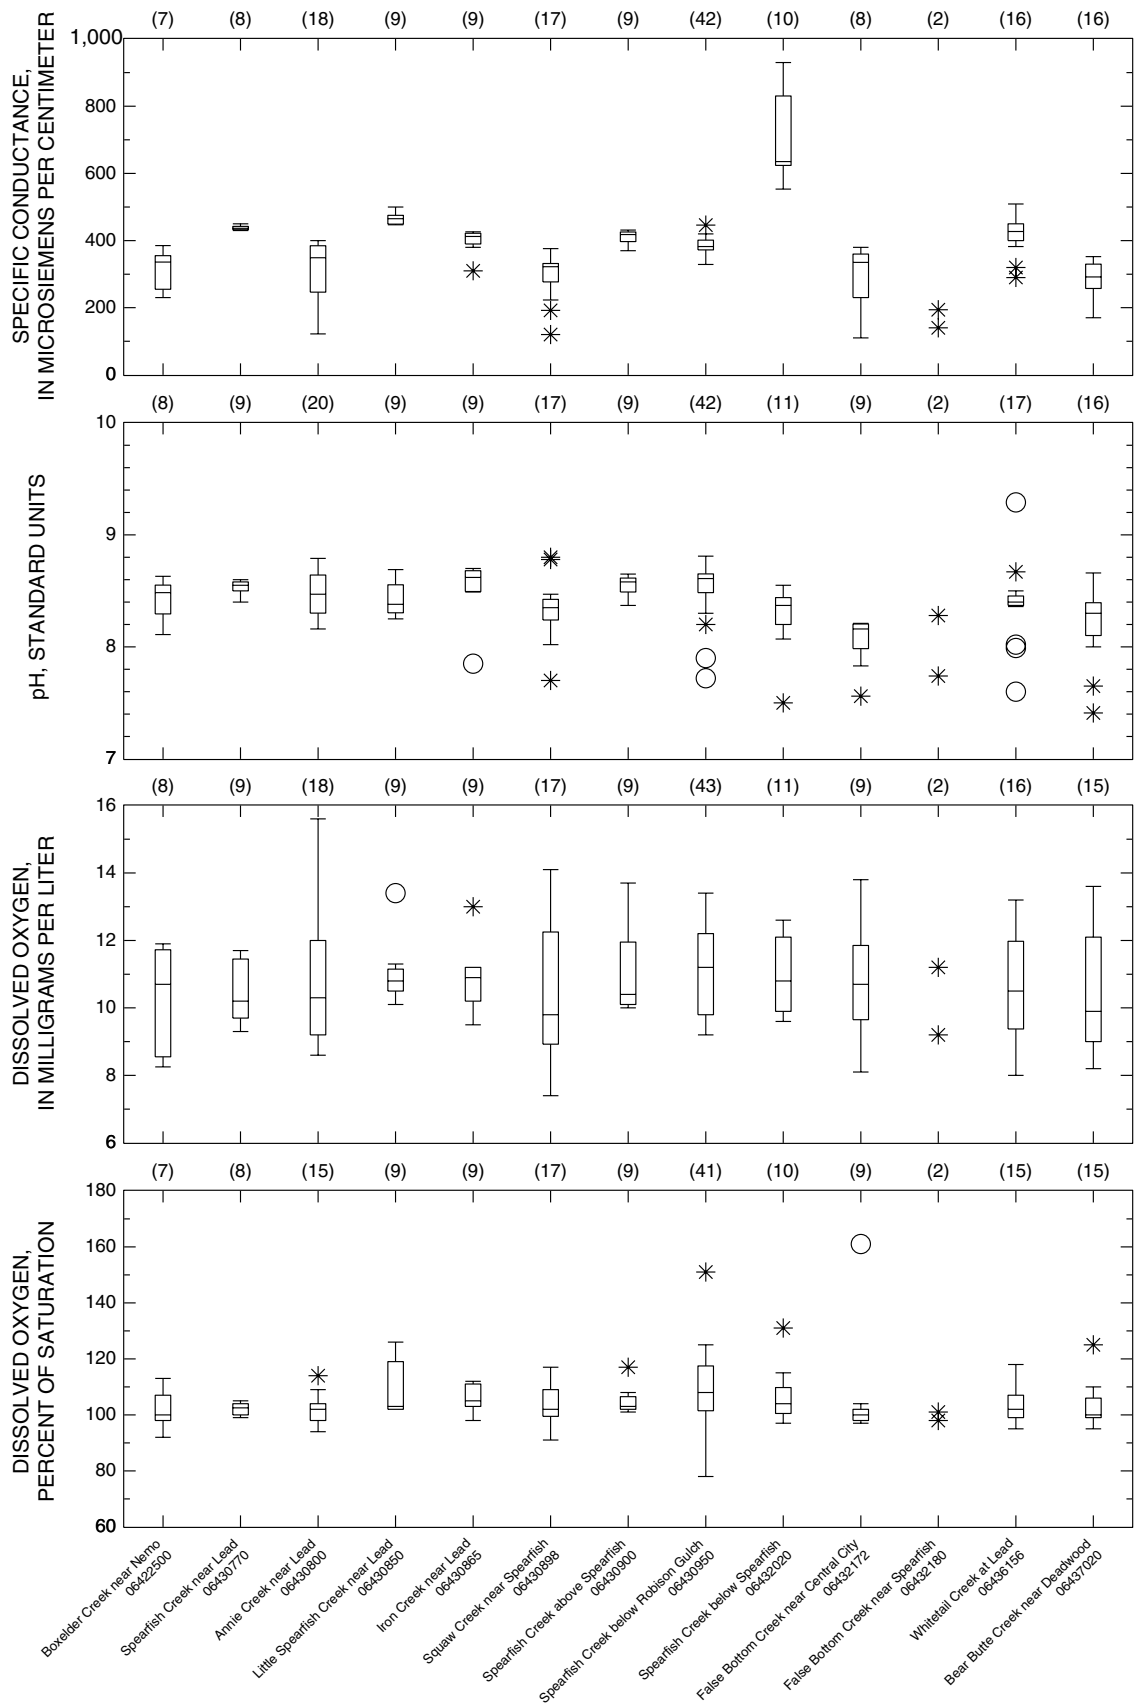 (7) (8) (18) (9) (9) (17) (9) (42) (10) (8) (2) (16) (16)
SPECIFIC CONDUCTANCE,
IN MICROSIEMENS PER CENTIMETER
1,000
800
600
400
200
0
(8) (9) (20) (9) (9) (17) (9) (42) (11) (9) (2) (17) (16)
pH, STANDARD UNITS
10
9
8
7
(8) (9) (18) (9) (9) (17) (9) (43) (11) (9) (2) (16) (15)
DISSOLVED OXYGEN,
IN MILLIGRAMS PER LITER
16
14
12
10
8
6
(7) (8) (15) (9) (9) (17) (9) (41) (10) (9) (2) (15) (15)
DISSOLVED OXYGEN,
PERCENT OF SATURATION
180
160
140
120
100
80
60
Boxelder Creek near Nemo
06422500
Spearfish Creek near Lead
06430770
Annie Creek near Lead
06430800
Little Spearfish Creek near Lead
06430850
Iron Creek near Lead
06430865
Squaw Creek near Spearfish
06430898
Spearfish Creek above Spearfish
06430900
Spearfish Creek below Robison Gulch
06430950
Spearfish Creek below Spearfish
06432020
False Bottom Creek near Central City
06432172
False Bottom Creek near Spearfish
06432180
Whitetail Creek at Lead
06436156
Bear Butte Creek near Deadwood
06437020